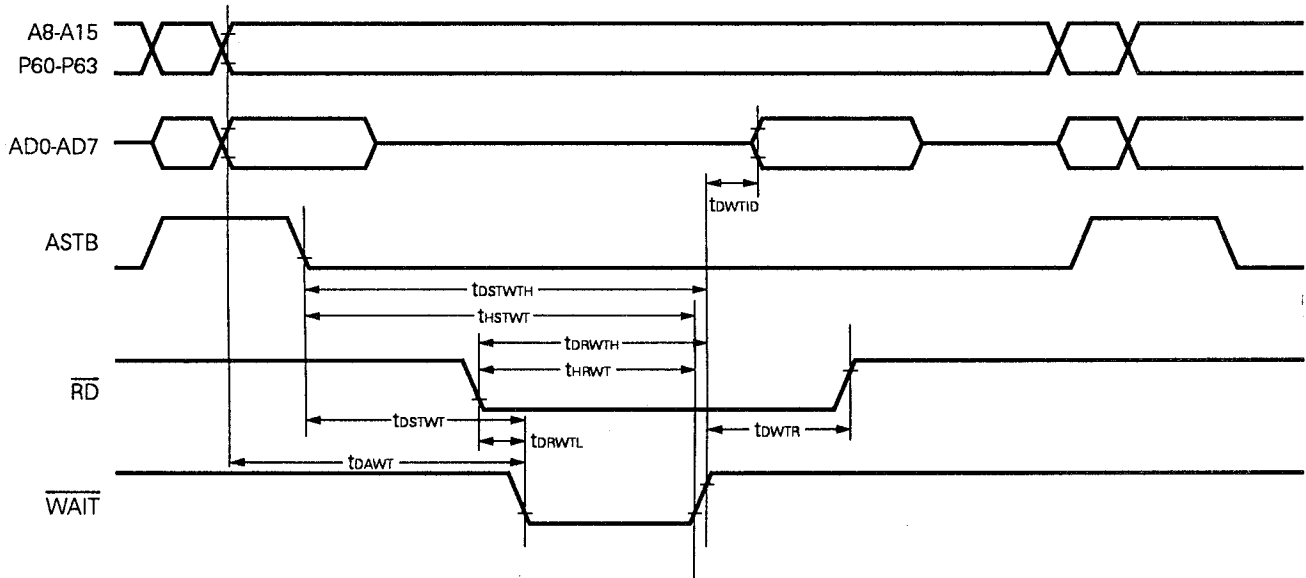 A8-A15
P60-P63
AD0-AD7
tDWTID
ASTB
tDSTWTH
tHSTWT
tDRWTH
tHRWT
RD
tDSTWT
tDRWTL
tDWTR
tDAWT
WAIT